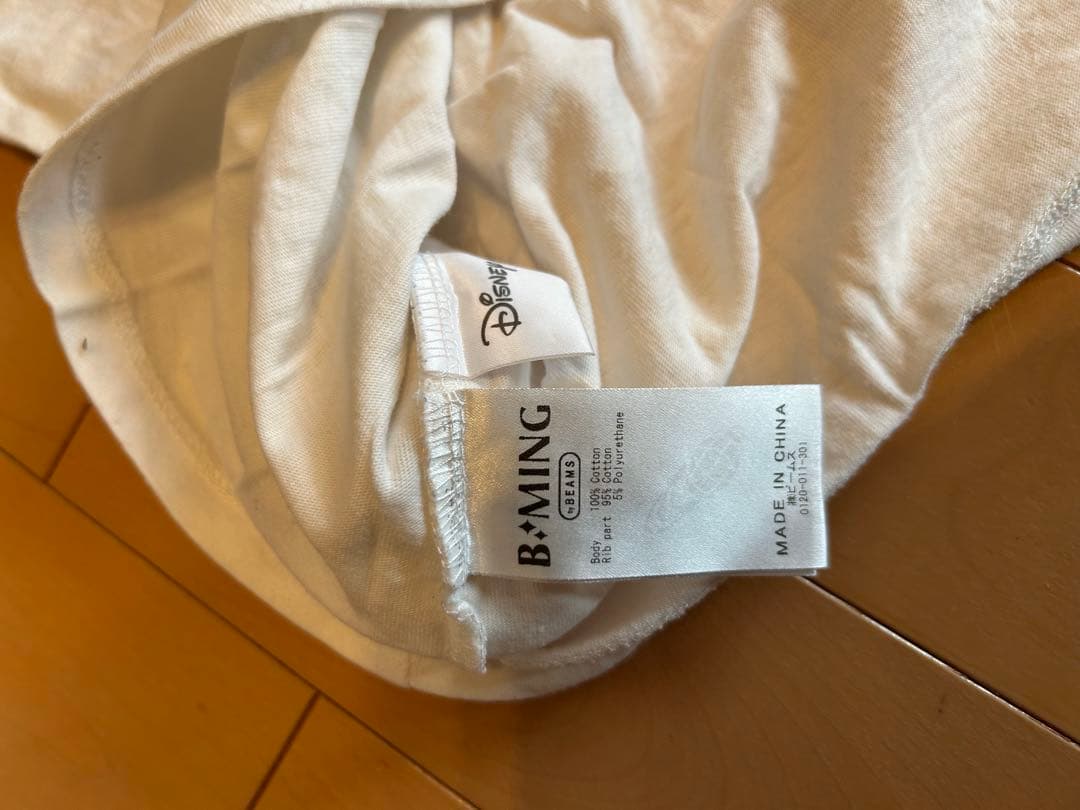 Disney
B✦MING
by BEAMS
Body 100% Cotton
Rib part 95% Cotton
5% Polyurethane
MADE IN CHINA
㈱ビームス
0120-011-301